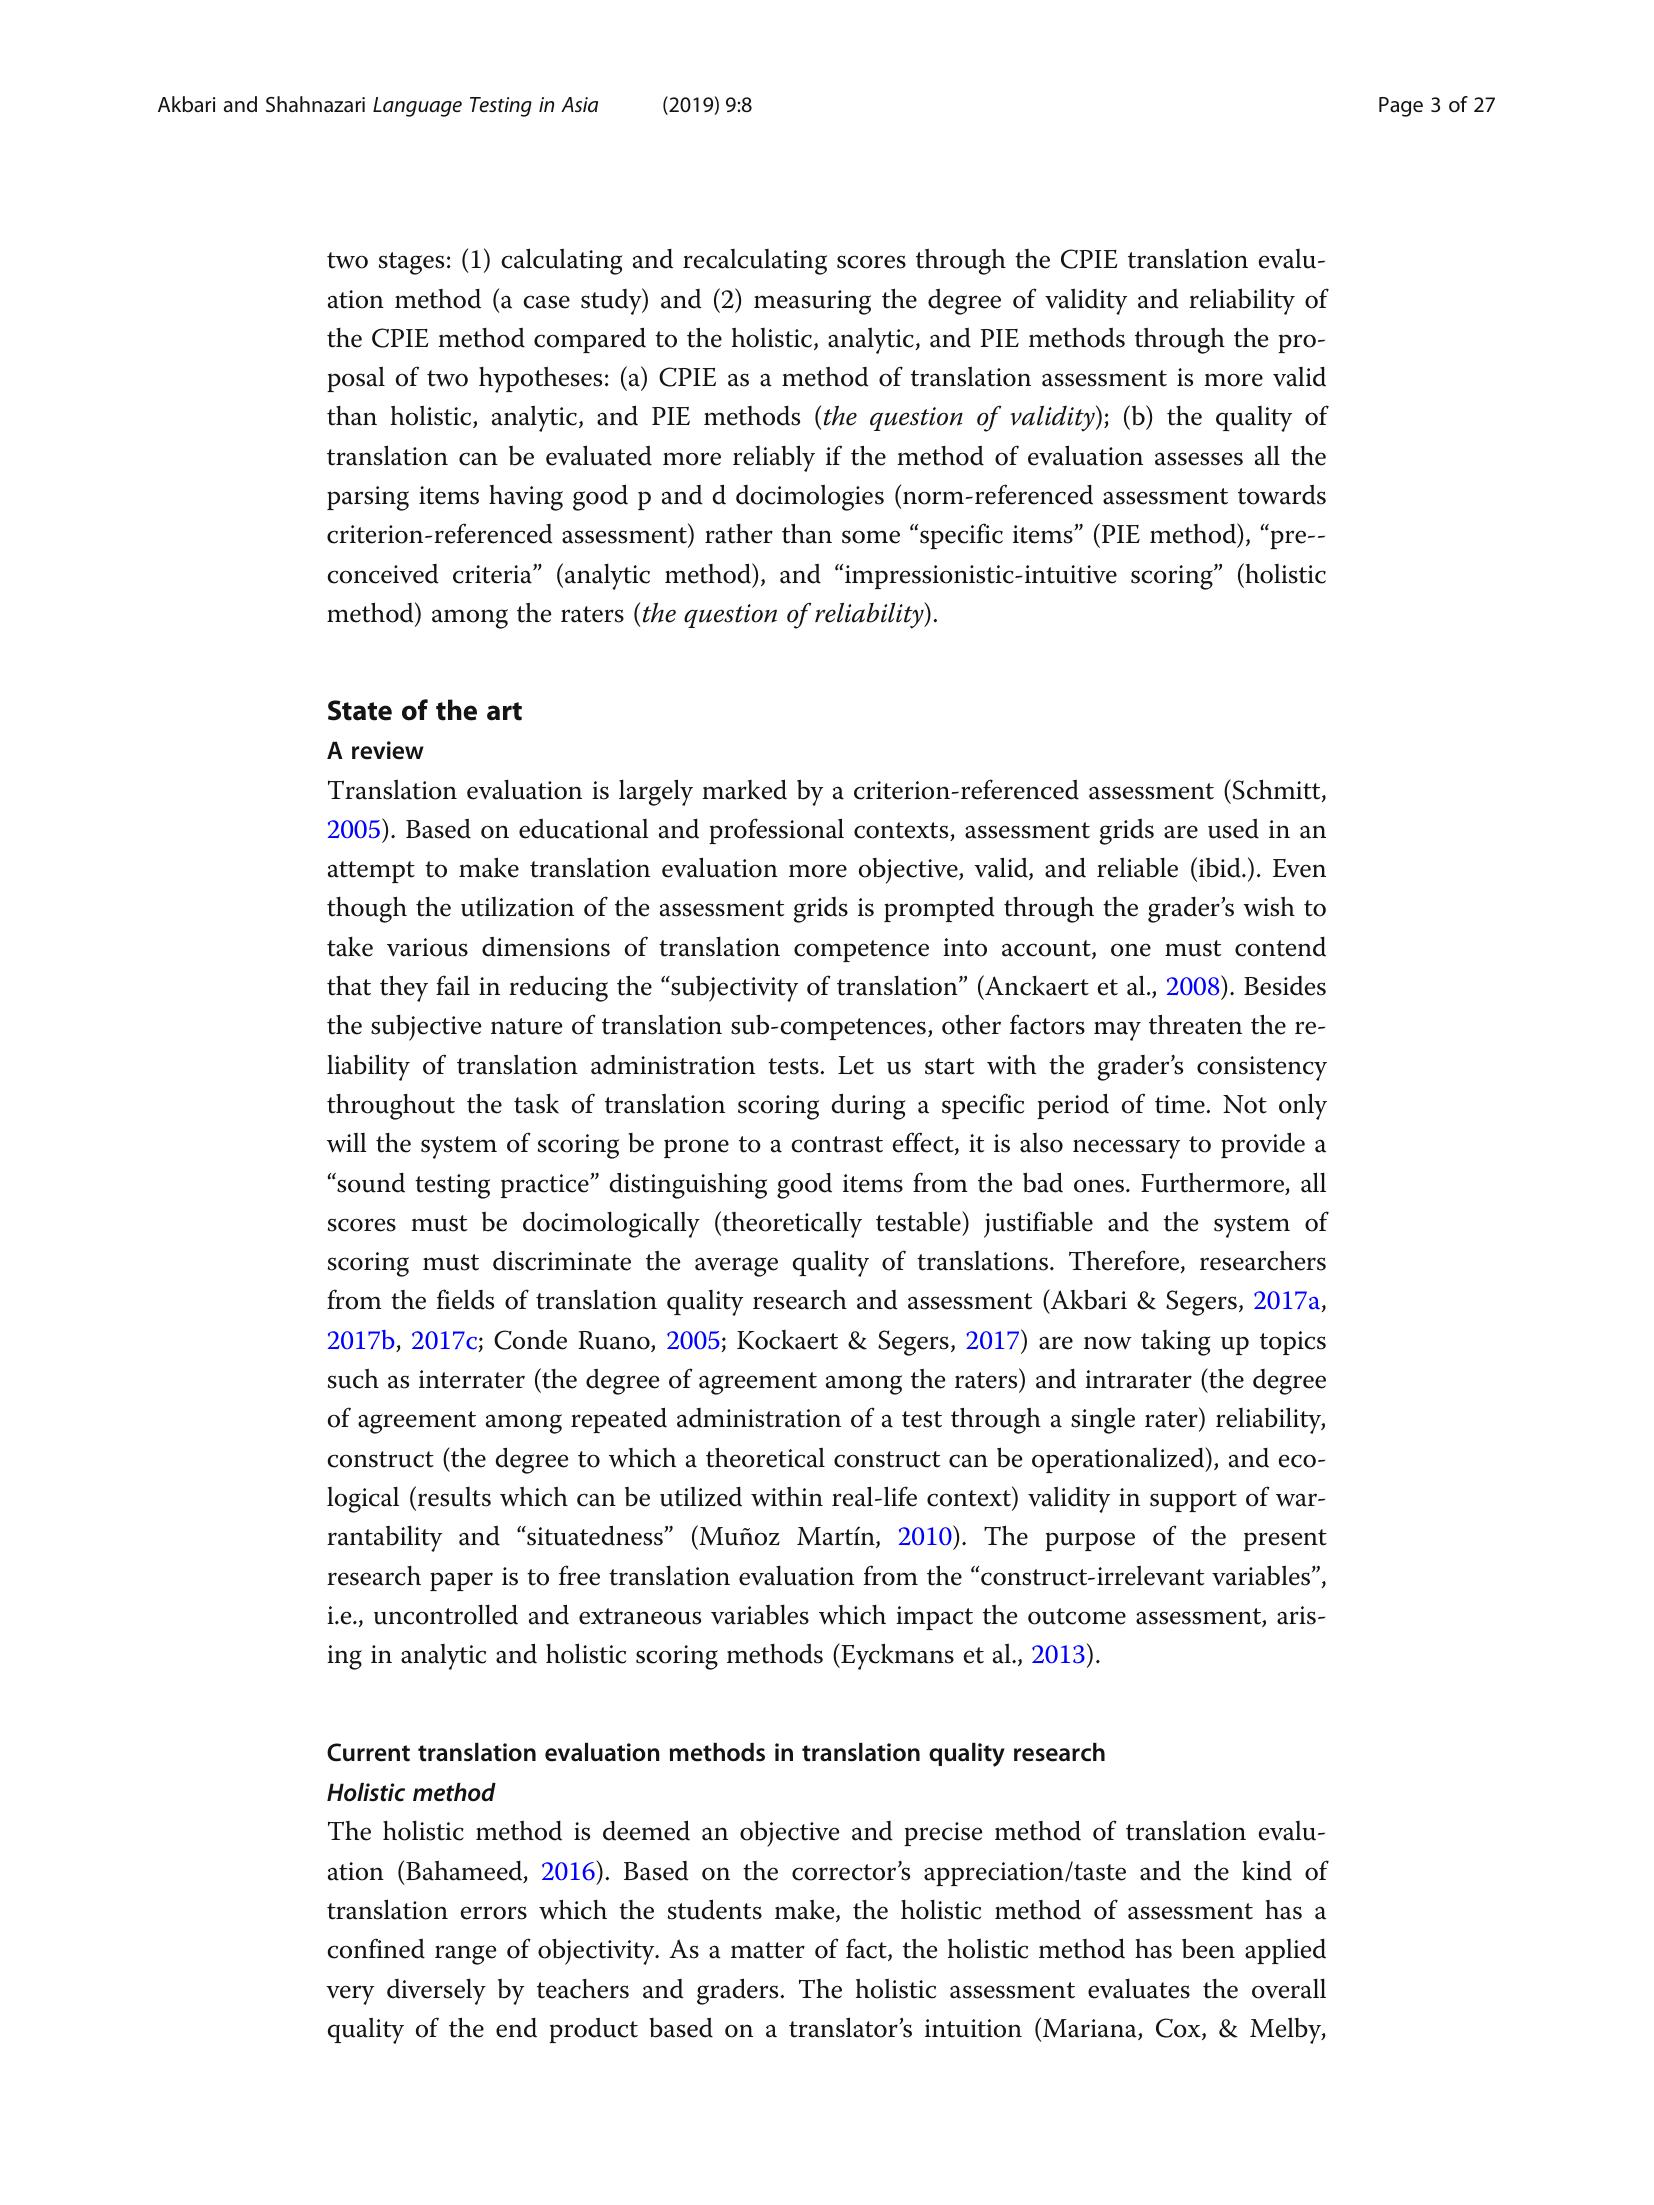 Akbari and Shahnazari Language Testing in Asia (2019) 9:8 Page 3 of 27
two stages: (1) calculating and recalculating scores through the CPIE translation evalu-
ation method (a case study) and (2) measuring the degree of validity and reliability of
the CPIE method compared to the holistic, analytic, and PIE methods through the pro-
posal of two hypotheses: (a) CPIE as a method of translation assessment is more valid
than holistic, analytic, and PIE methods (the question of validity); (b) the quality of
translation can be evaluated more reliably if the method of evaluation assesses all the
parsing items having good p and d docimologies (norm-referenced assessment towards
criterion-referenced assessment) rather than some “specific items” (PIE method), “pre--
conceived criteria” (analytic method), and “impressionistic-intuitive scoring” (holistic
method) among the raters (the question of reliability).
State of the art
A review
Translation evaluation is largely marked by a criterion-referenced assessment (Schmitt,
2005). Based on educational and professional contexts, assessment grids are used in an
attempt to make translation evaluation more objective, valid, and reliable (ibid.). Even
though the utilization of the assessment grids is prompted through the grader’s wish to
take various dimensions of translation competence into account, one must contend
that they fail in reducing the “subjectivity of translation” (Anckaert et al., 2008). Besides
the subjective nature of translation sub-competences, other factors may threaten the re-
liability of translation administration tests. Let us start with the grader’s consistency
throughout the task of translation scoring during a specific period of time. Not only
will the system of scoring be prone to a contrast effect, it is also necessary to provide a
“sound testing practice” distinguishing good items from the bad ones. Furthermore, all
scores must be docimologically (theoretically testable) justifiable and the system of
scoring must discriminate the average quality of translations. Therefore, researchers
from the fields of translation quality research and assessment (Akbari & Segers, 2017a,
2017b, 2017c; Conde Ruano, 2005; Kockaert & Segers, 2017) are now taking up topics
such as interrater (the degree of agreement among the raters) and intrarater (the degree
of agreement among repeated administration of a test through a single rater) reliability,
construct (the degree to which a theoretical construct can be operationalized), and eco-
logical (results which can be utilized within real-life context) validity in support of war-
rantability and “situatedness” (Muñoz Martín, 2010). The purpose of the present
research paper is to free translation evaluation from the “construct-irrelevant variables”,
i.e., uncontrolled and extraneous variables which impact the outcome assessment, aris-
ing in analytic and holistic scoring methods (Eyckmans et al., 2013).
Current translation evaluation methods in translation quality research
Holistic method
The holistic method is deemed an objective and precise method of translation evalu-
ation (Bahameed, 2016). Based on the corrector’s appreciation/taste and the kind of
translation errors which the students make, the holistic method of assessment has a
confined range of objectivity. As a matter of fact, the holistic method has been applied
very diversely by teachers and graders. The holistic assessment evaluates the overall
quality of the end product based on a translator’s intuition (Mariana, Cox, & Melby,